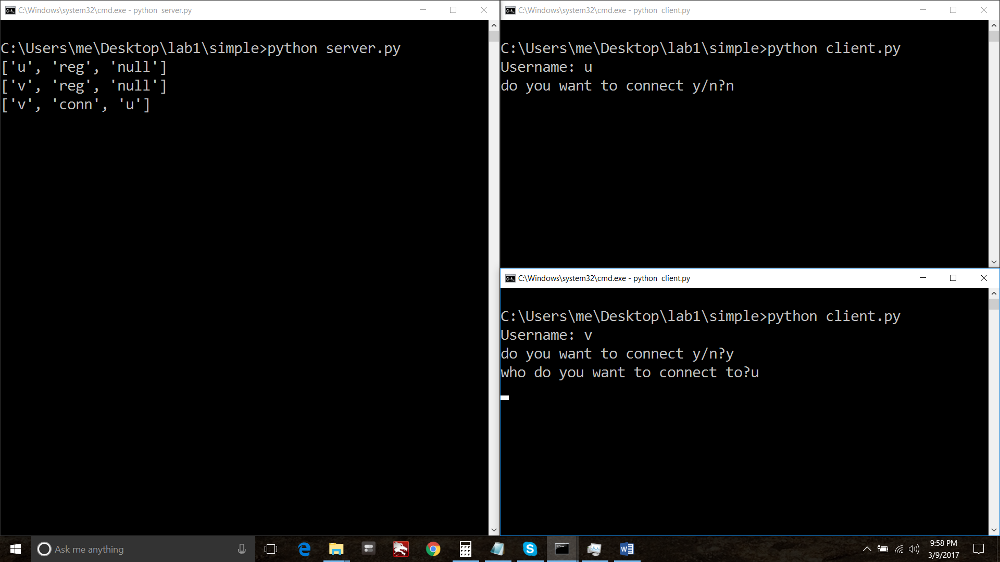 C:\Windows\system32\cmd.exe - python  server.py
C:\Users\me\Desktop\lab1\simple>python server.py
['u', 'reg', 'null']
['v', 'reg', 'null']
['v', 'conn', 'u']
C:\Windows\system32\cmd.exe - python  client.py
C:\Users\me\Desktop\lab1\simple>python client.py
Username: u
do you want to connect y/n?n
C:\Windows\system32\cmd.exe - python  client.py
C:\Users\me\Desktop\lab1\simple>python client.py
Username: v
do you want to connect y/n?y
who do you want to connect to?u
Ask me anything
9:58 PM
3/9/2017